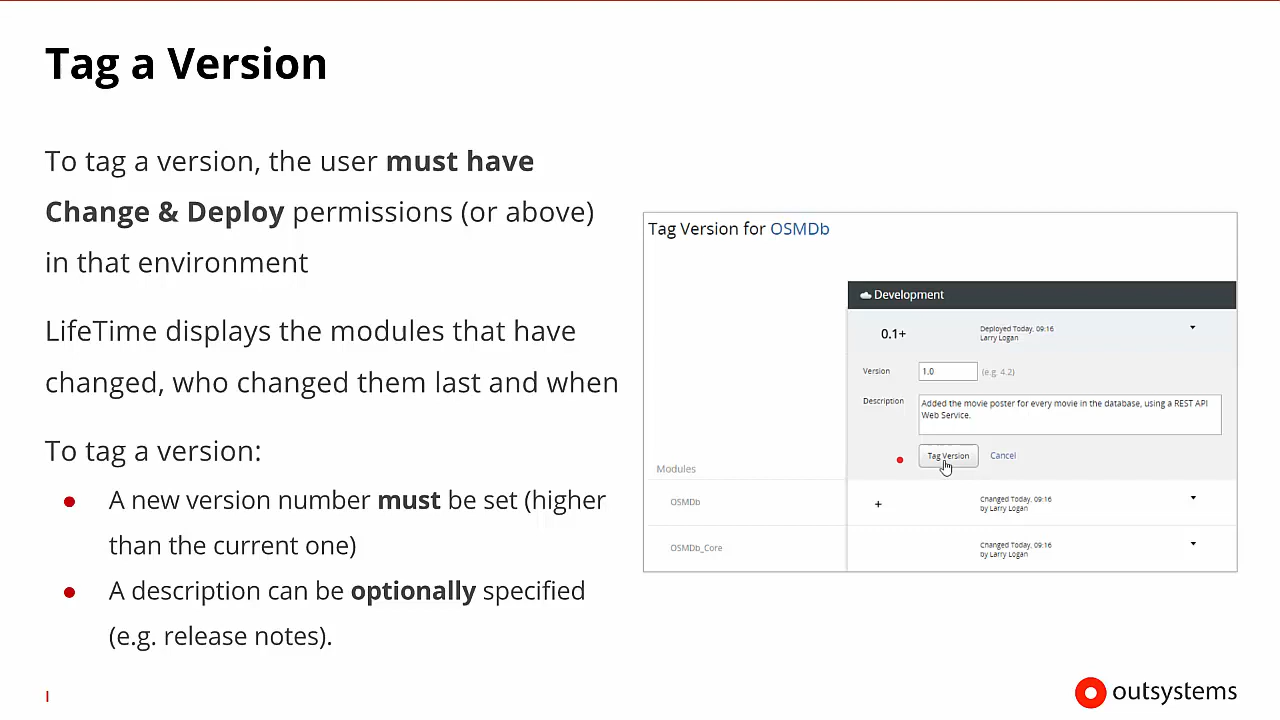 Tag a Version
To tag a version, the user must have
Change & Deploy permissions (or above)
in that environment
LifeTime displays the modules that have
changed, who changed them last and when
To tag a version:
● A new version number must be set (higher
than the current one)
● A description can be optionally specified
(e.g. release notes).
Tag Version for OSMDb
Development
0.1+
Deployed Today, 09:16
Larry Logan
Version
1.0
(e.g. 4.2)
Description
Added the movie poster for every movie in the database, using a REST API
Web Service.
Tag Version
Cancel
Modules
OSMDb
+
Changed Today, 09:16
by Larry Logan
OSMDb_Core
Changed Today, 09:16
by Larry Logan
outsystems